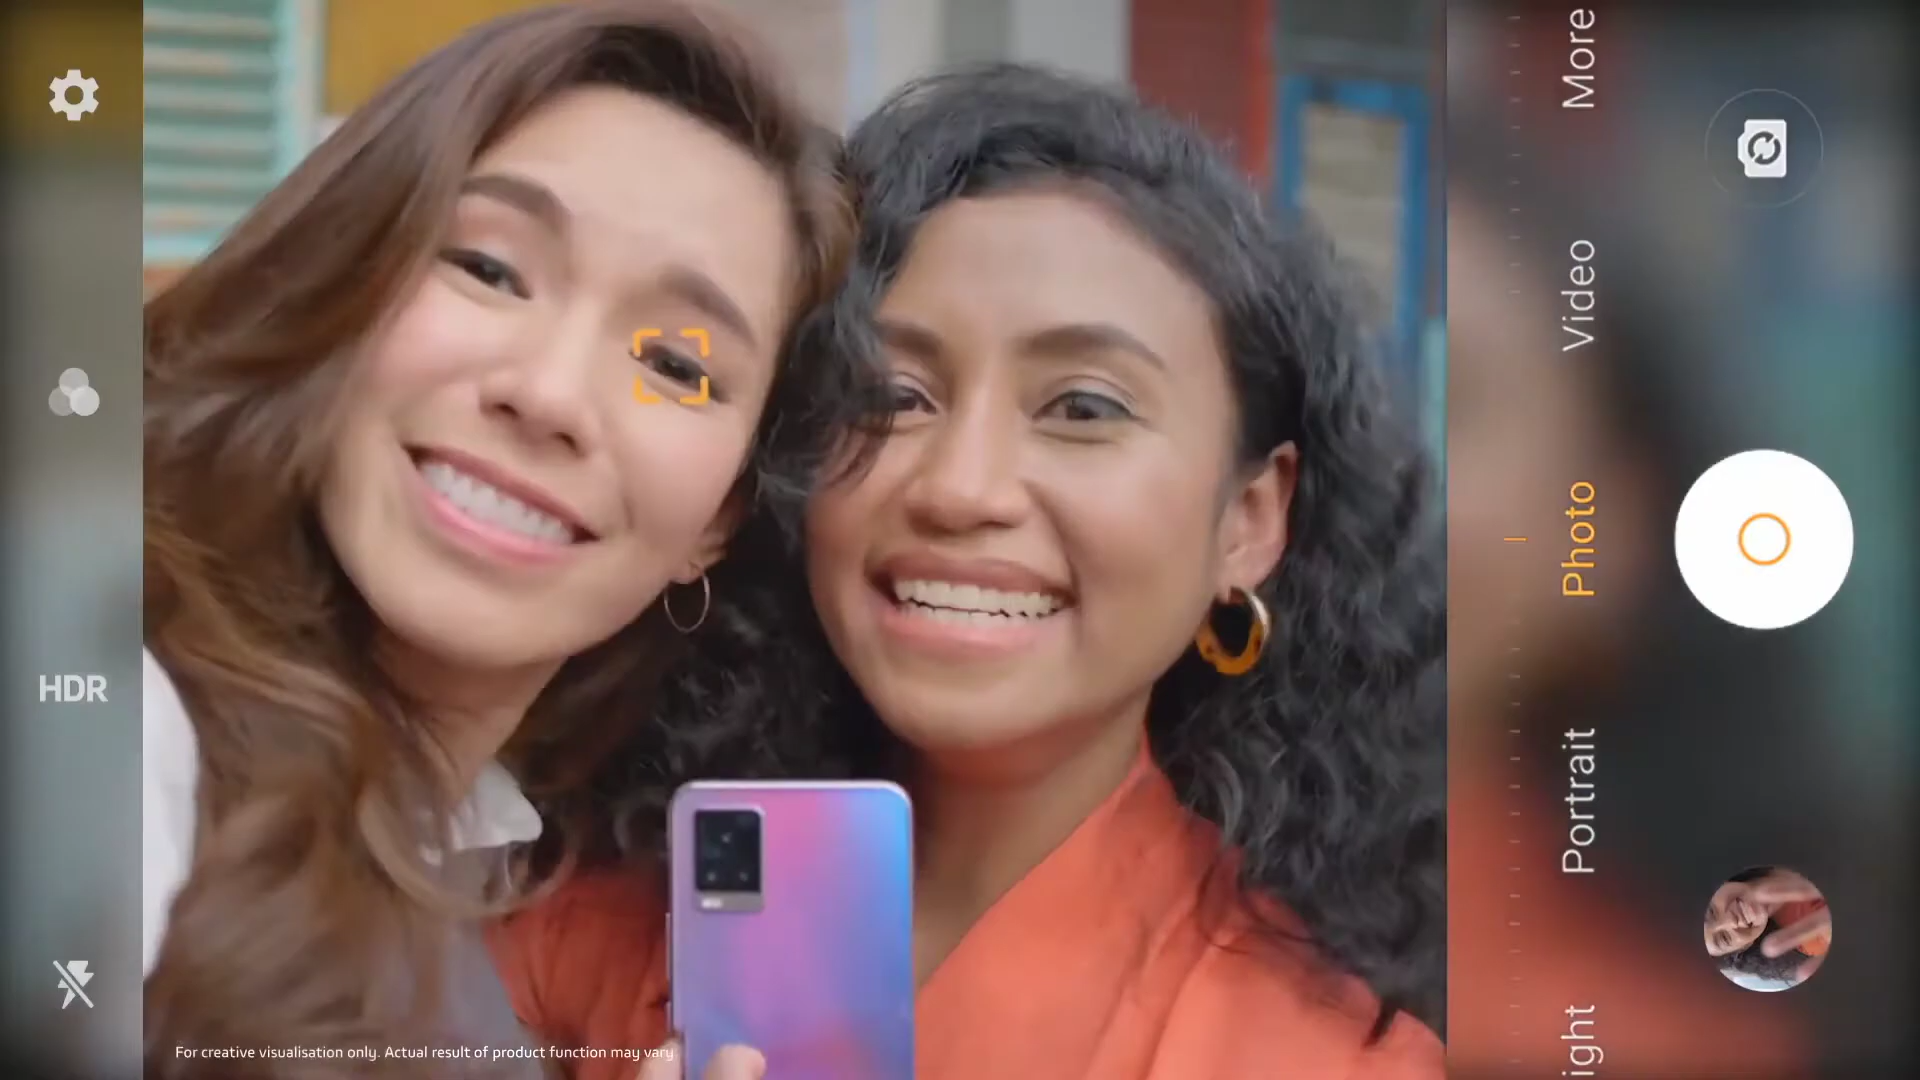 HDR
More
Video
Photo
Portrait
ight
For creative visualisation only. Actual result of product function may vary